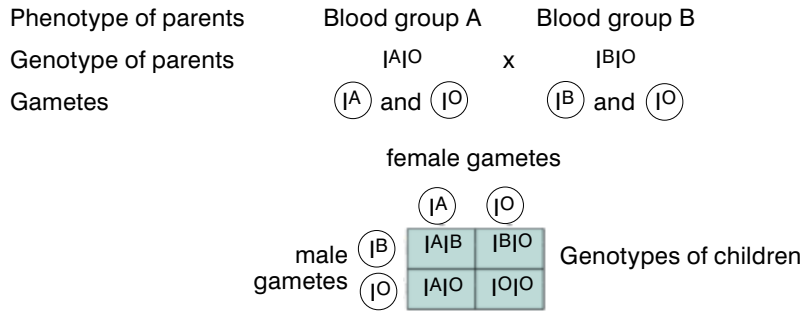 Phenotype of parents Blood group A Blood group B
Genotype of parents IᴬIᴼ x IᴮIᴼ
Gametes Iᴬ and Iᴼ Iᴮ and Iᴼ
female gametes
Iᴬ Iᴼ
male gametes
Iᴮ IᴬIᴮ IᴮIᴼ
Iᴼ IᴬIᴼ IᴼIᴼ
Genotypes of children